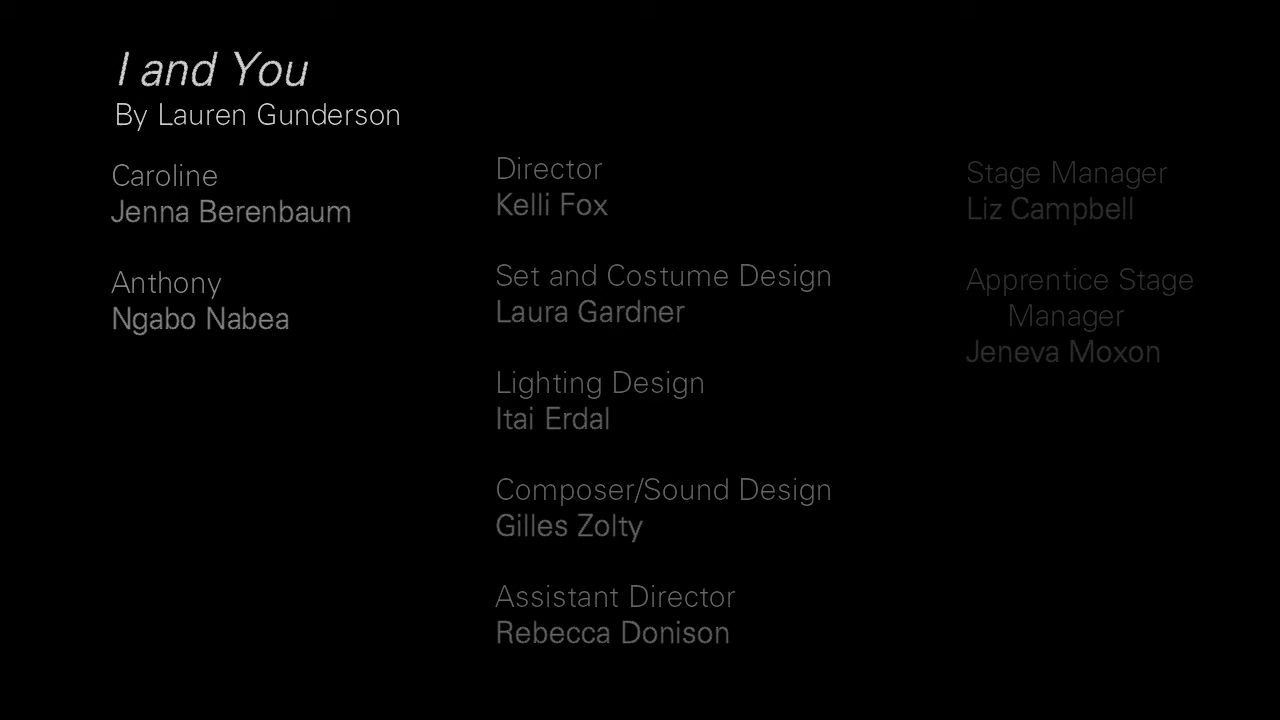 I and You
By Lauren Gunderson
Caroline
Jenna Berenbaum
Anthony
Ngabo Nabea
Director
Kelli Fox
Set and Costume Design
Laura Gardner
Lighting Design
Itai Erdal
Composer/Sound Design
Gilles Zolty
Assistant Director
Rebecca Donison
Stage Manager
Liz Campbell
Apprentice Stage
Manager
Jeneva Moxon